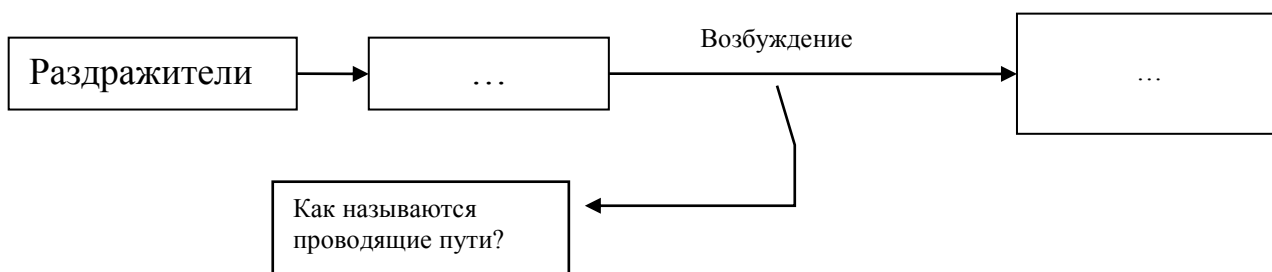 Возбуждение
Раздражители
…
…
Как называются
проводящие пути?